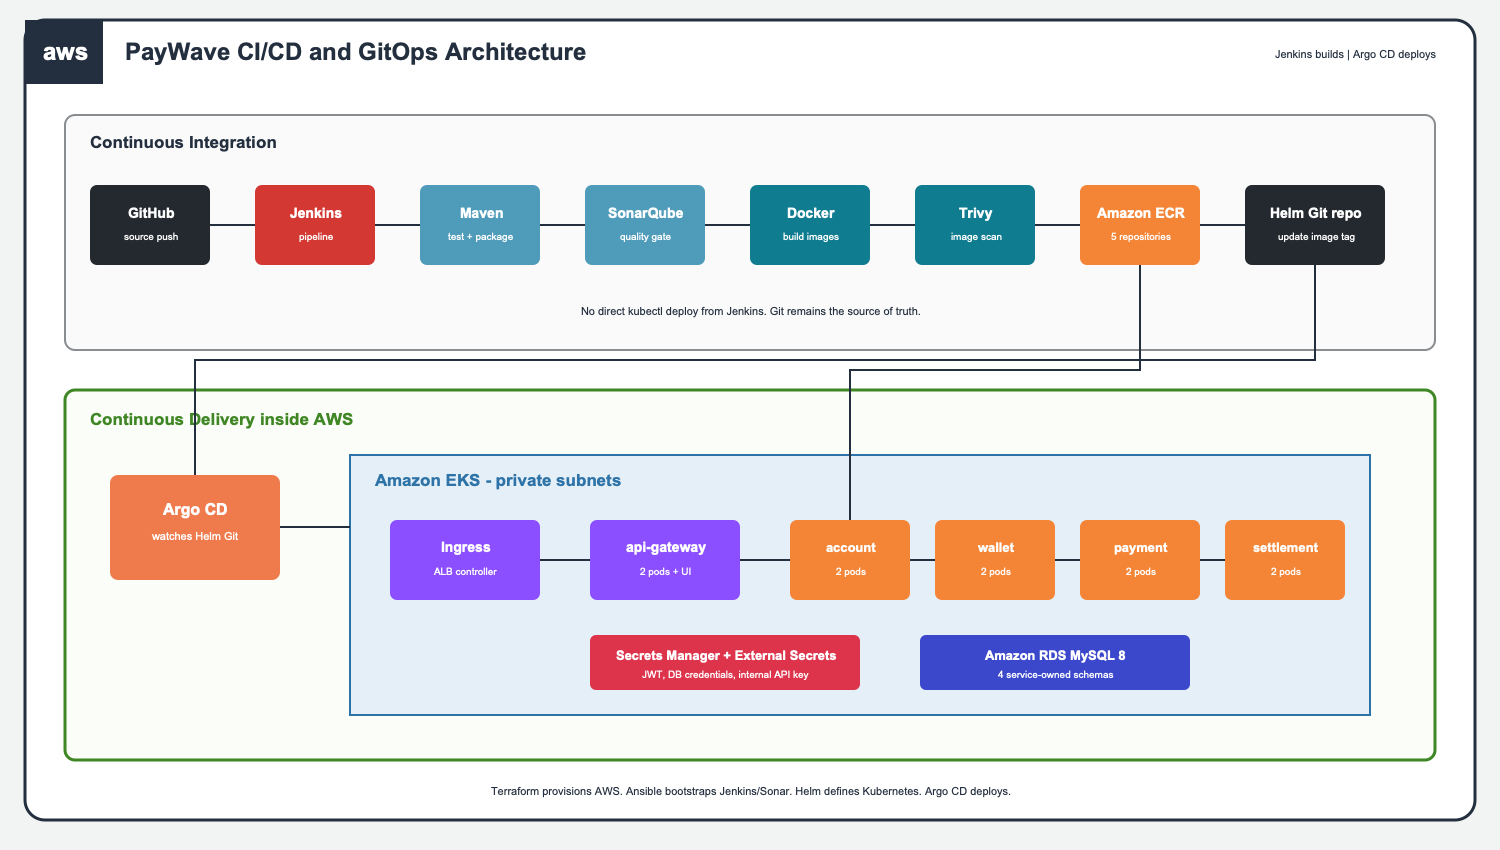 aws
PayWave CI/CD and GitOps Architecture
Jenkins builds | Argo CD deploys
Continuous Integration
GitHub
source push
Jenkins
pipeline
Maven
test + package
SonarQube
quality gate
Docker
build images
Trivy
image scan
Amazon ECR
5 repositories
Helm Git repo
update image tag
No direct kubectl deploy from Jenkins. Git remains the source of truth.
Continuous Delivery inside AWS
Argo CD
watches Helm Git
Amazon EKS - private subnets
Ingress
ALB controller
api-gateway
2 pods + UI
account
2 pods
wallet
2 pods
payment
2 pods
settlement
2 pods
Secrets Manager + External Secrets
JWT, DB credentials, internal API key
Amazon RDS MySQL 8
4 service-owned schemas
Terraform provisions AWS. Ansible bootstraps Jenkins/Sonar. Helm defines Kubernetes. Argo CD deploys.